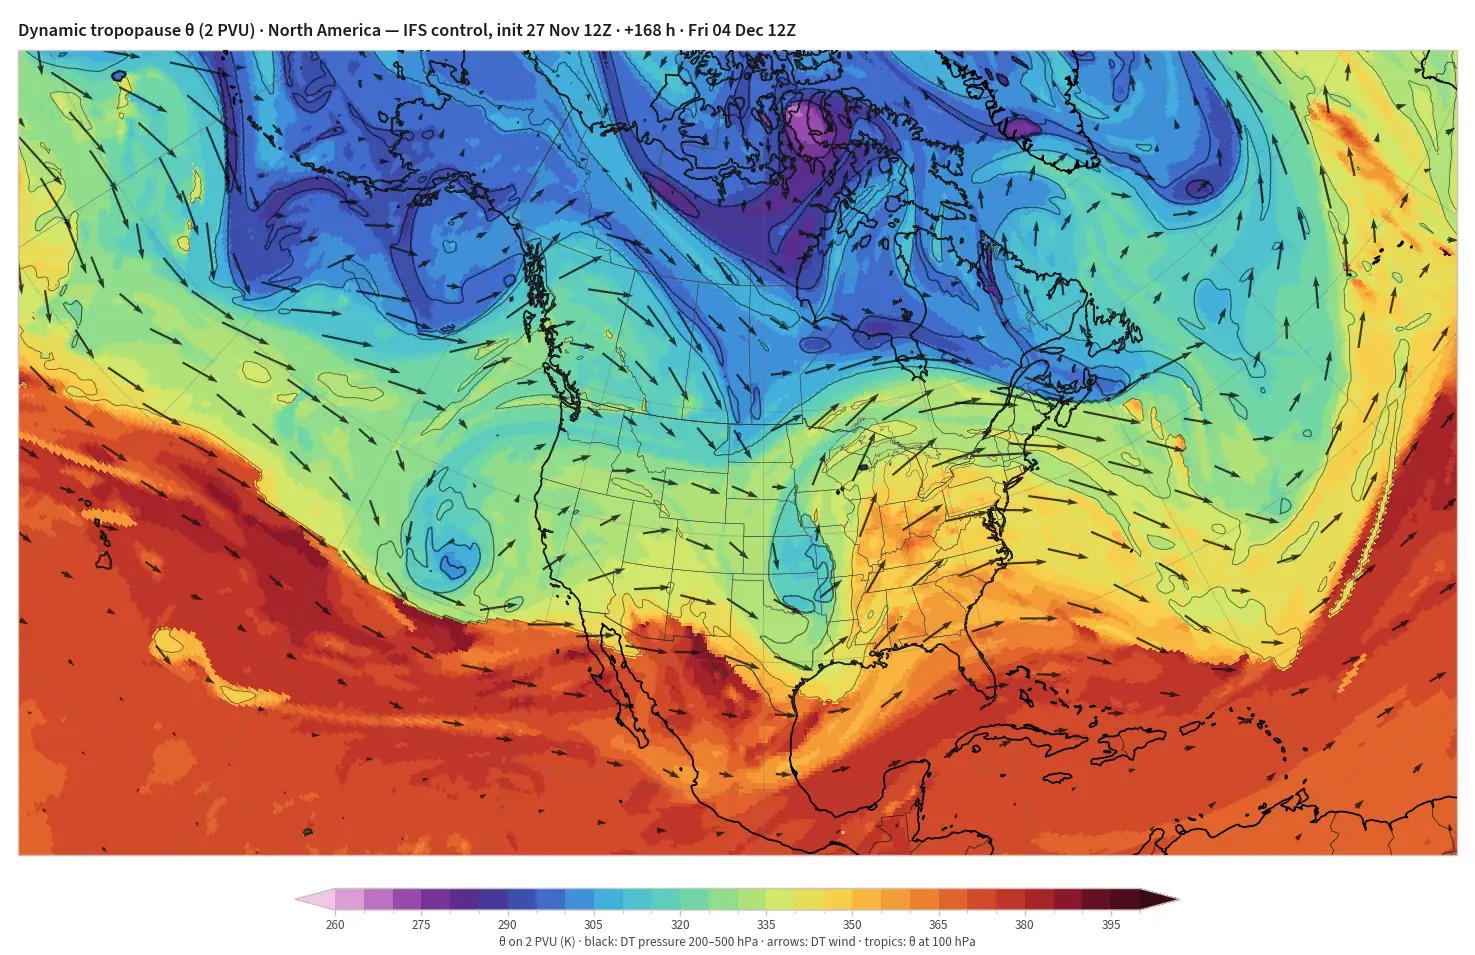 Dynamic tropopause θ (2 PVU) · North America — IFS control, init 27 Nov 12Z · +168 h · Fri 04 Dec 12Z
260 275 290 305 320 335 350 365 380 395
θ on 2 PVU (K) · black: DT pressure 200–500 hPa · arrows: DT wind · tropics: θ at 100 hPa